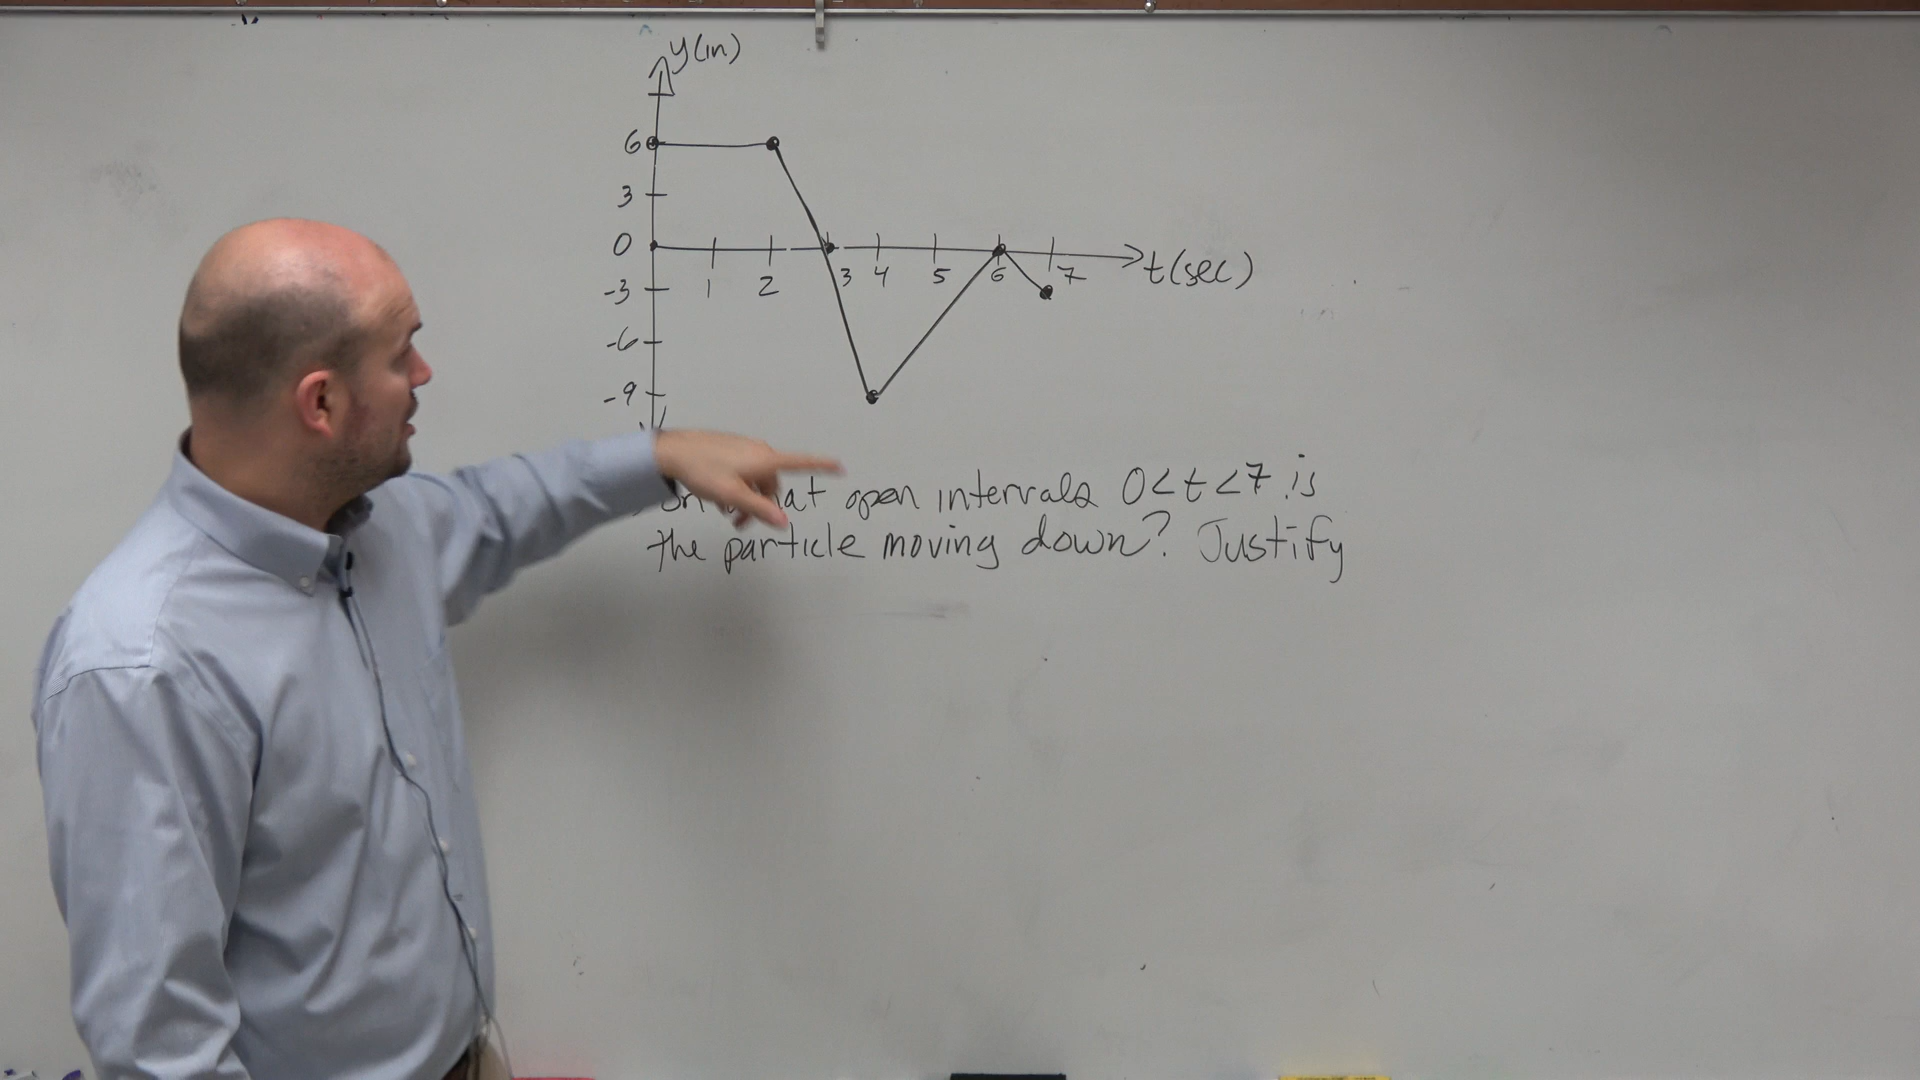 y(in)
6
3
0
-3
-6
-9
1 2 3 4 5 6 7
t(sec)
on open intervals 0<t<7 is
the particle moving down? Justify